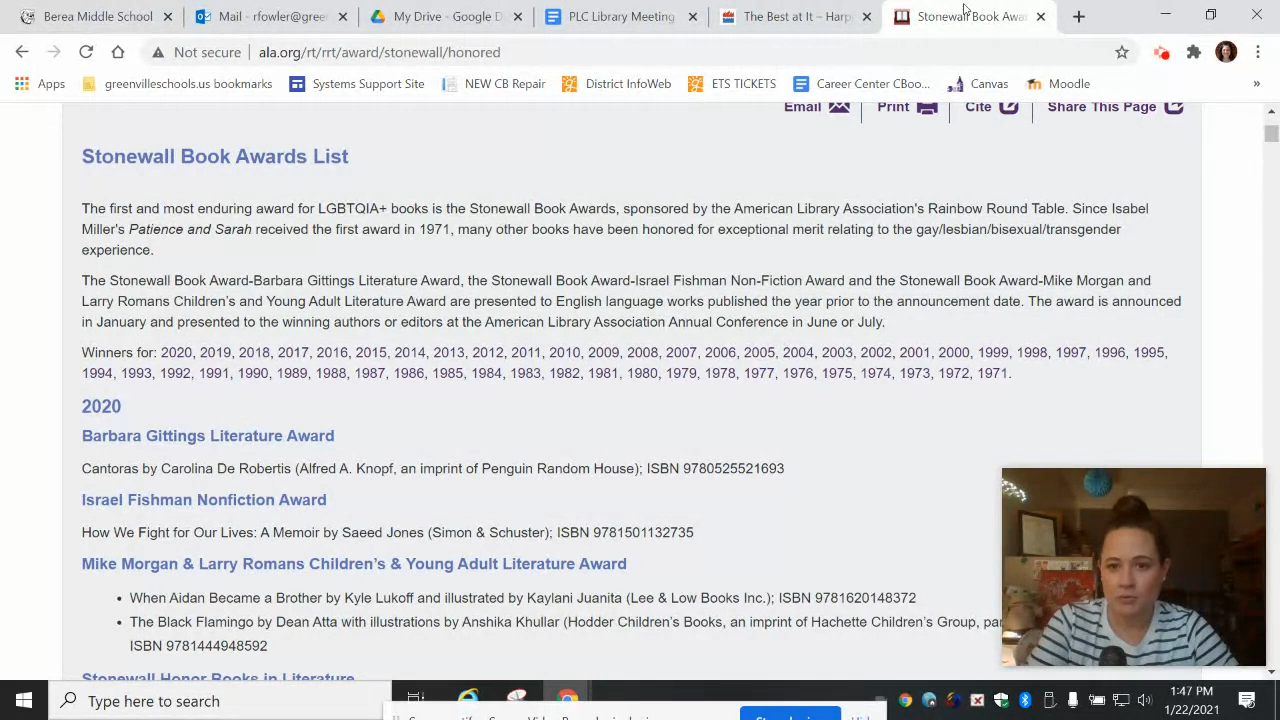 Berea Middle School
Mail - rfowler@gree
My Drive - Google D
PLC Library Meeting
The Best at It – Harp
Stonewall Book Awa
Not secure
ala.org/rt/rrt/award/stonewall/honored
Apps
greenvilleschools.us bookmarks
Systems Support Site
NEW CB Repair
District InfoWeb
ETS TICKETS
Career Center CBoo...
Canvas
Moodle
»
Email
Print
Cite
Share This Page
Stonewall Book Awards List
The first and most enduring award for LGBTQIA+ books is the Stonewall Book Awards, sponsored by the American Library Association's Rainbow Round Table. Since Isabel
Miller's Patience and Sarah received the first award in 1971, many other books have been honored for exceptional merit relating to the gay/lesbian/bisexual/transgender
experience.
The Stonewall Book Award-Barbara Gittings Literature Award, the Stonewall Book Award-Israel Fishman Non-Fiction Award and the Stonewall Book Award-Mike Morgan and
Larry Romans Children's and Young Adult Literature Award are presented to English language works published the year prior to the announcement date. The award is announced
in January and presented to the winning authors or editors at the American Library Association Annual Conference in June or July.
Winners for: 2020, 2019, 2018, 2017, 2016, 2015, 2014, 2013, 2012, 2011, 2010, 2009, 2008, 2007, 2006, 2005, 2004, 2003, 2002, 2001, 2000, 1999, 1998, 1997, 1996, 1995,
1994, 1993, 1992, 1991, 1990, 1989, 1988, 1987, 1986, 1985, 1984, 1983, 1982, 1981, 1980, 1979, 1978, 1977, 1976, 1975, 1974, 1973, 1972, 1971.
2020
Barbara Gittings Literature Award
Cantoras by Carolina De Robertis (Alfred A. Knopf, an imprint of Penguin Random House); ISBN 9780525521693
Israel Fishman Nonfiction Award
How We Fight for Our Lives: A Memoir by Saeed Jones (Simon & Schuster); ISBN 9781501132735
Mike Morgan & Larry Romans Children's & Young Adult Literature Award
• When Aidan Became a Brother by Kyle Lukoff and illustrated by Kaylani Juanita (Lee & Low Books Inc.); ISBN 9781620148372
• The Black Flamingo by Dean Atta with illustrations by Anshika Khullar (Hodder Children's Books, an imprint of Hachette Children's Group, par
ISBN 9781444948592
Stonewall Honor Books in Literature
Type here to search
1:47 PM
1/22/2021